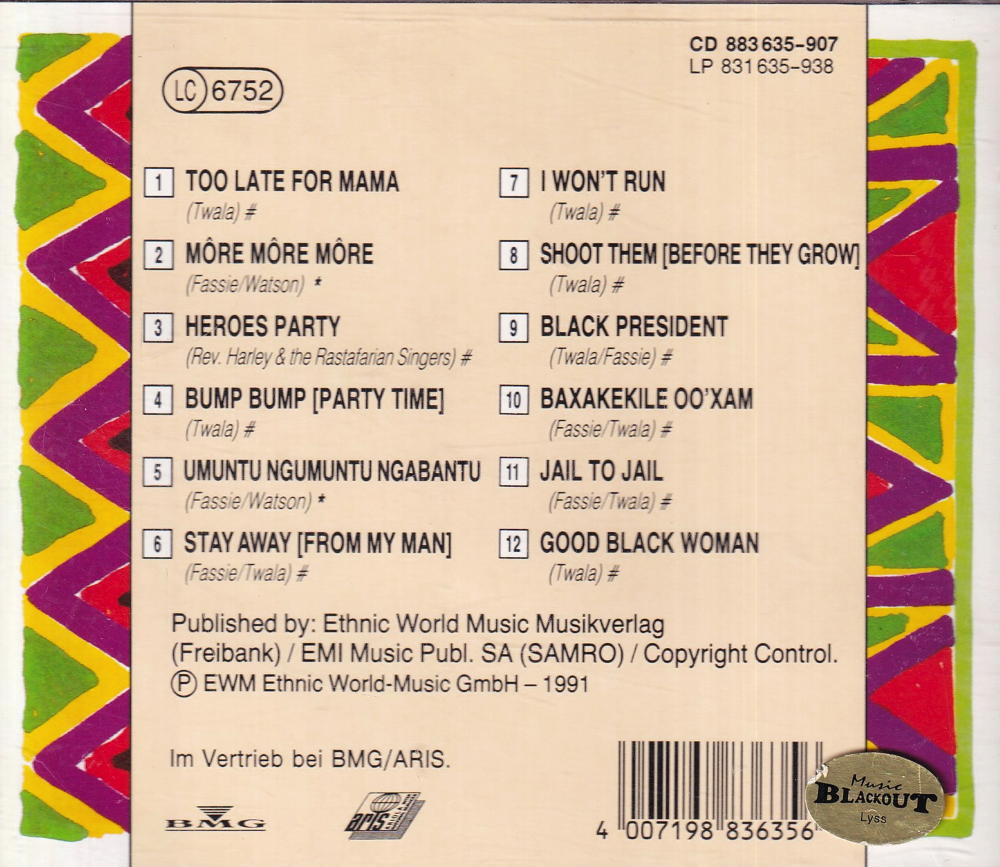 CD 883635-907
LP 831635-938
LC 6752
1 TOO LATE FOR MAMA
(Twala) #
2 MÔRE MÔRE MÔRE
(Fassie/Watson) *
3 HEROES PARTY
(Rev. Harley & the Rastafarian Singers) #
4 BUMP BUMP [PARTY TIME]
(Twala) #
5 UMUNTU NGUMUNTU NGABANTU
(Fassie/Watson) *
6 STAY AWAY [FROM MY MAN]
(Fassie/Twala) #
7 I WON'T RUN
(Twala) #
8 SHOOT THEM [BEFORE THEY GROW]
(Twala) #
9 BLACK PRESIDENT
(Twala/Fassie) #
10 BAXAKEKILE OO'XAM
(Fassie/Twala) #
11 JAIL TO JAIL
(Fassie/Twala) #
12 GOOD BLACK WOMAN
(Twala) #
Published by: Ethnic World Music Musikverlag
(Freibank) / EMI Music Publ. SA (SAMRO) / Copyright Control.
Ⓟ EWM Ethnic World-Music GmbH – 1991
Im Vertrieb bei BMG/ARIS.
BMG
aris
4 007198 836356
Music
BLACKOUT
Lyss